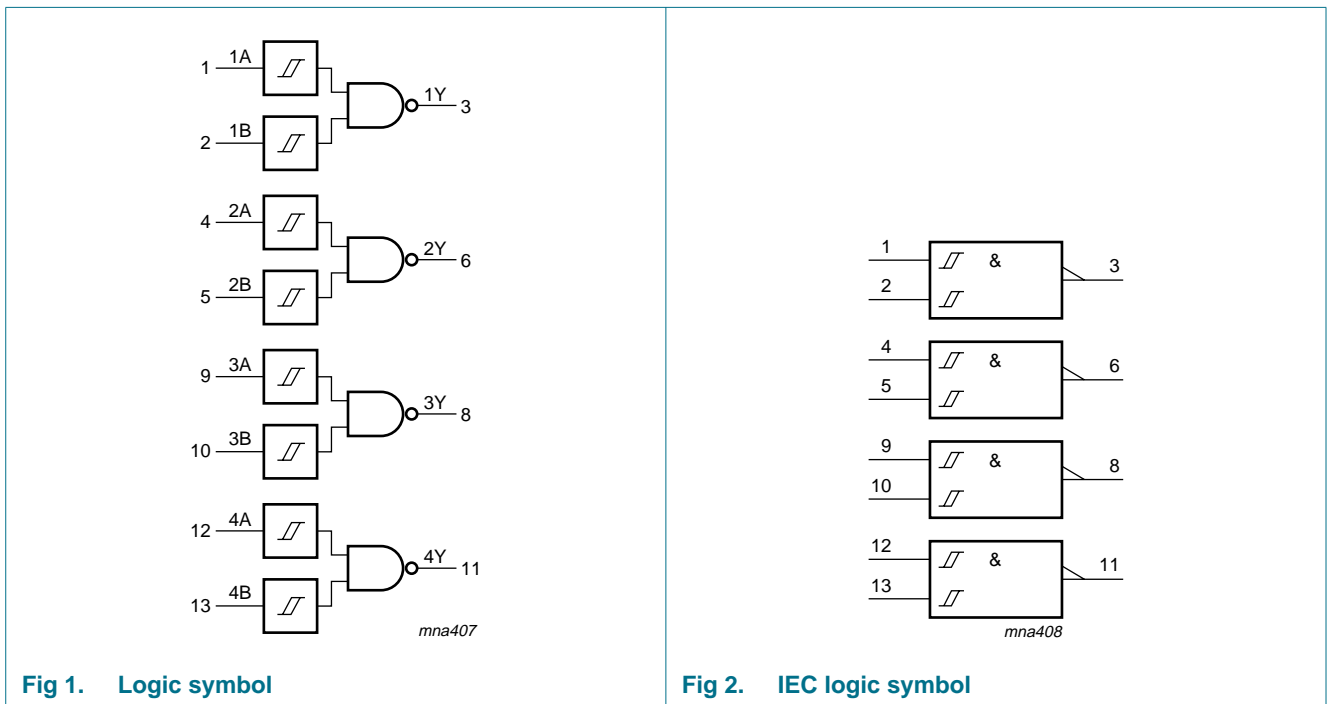 1 1A
1Y 3
2 1B
4 2A
2Y 6
5 2B
9 3A
3Y 8
10 3B
12 4A
4Y 11
13 4B
mna407
Fig 1. Logic symbol
1 & 3
2
4 & 6
5
9 & 8
10
12 & 11
13
mna408
Fig 2. IEC logic symbol